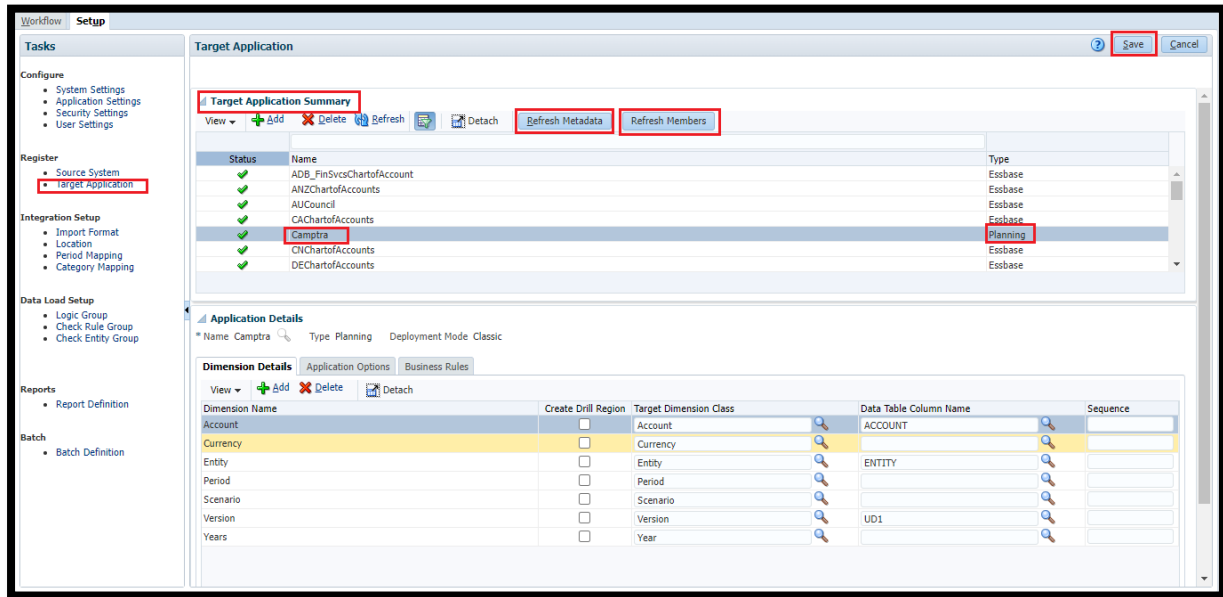 Workflow Setup
Tasks
Configure
System Settings
Application Settings
Security Settings
User Settings
Register
Source System
Target Application
Integration Setup
Import Format
Location
Period Mapping
Category Mapping
Data Load Setup
Logic Group
Check Rule Group
Check Entity Group
Reports
Report Definition
Batch
Batch Definition
Target Application ? Save Cancel
Target Application Summary
View Add Delete Refresh Detach Refresh Metadata Refresh Members
Status Name Type
ADB_FinSvcsChartofAccount Essbase
ANZChartofAccounts Essbase
AUCouncil Essbase
CAChartofAccounts Essbase
Camptra Planning
CNChartofAccounts Essbase
DEChartofAccounts Essbase
Application Details
* Name Camptra Type Planning Deployment Mode Classic
Dimension Details Application Options Business Rules
View Add Delete Detach
Dimension Name Create Drill Region Target Dimension Class Data Table Column Name Sequence
Account Account ACCOUNT
Currency Currency
Entity Entity ENTITY
Period Period
Scenario Scenario
Version Version UD1
Years Year